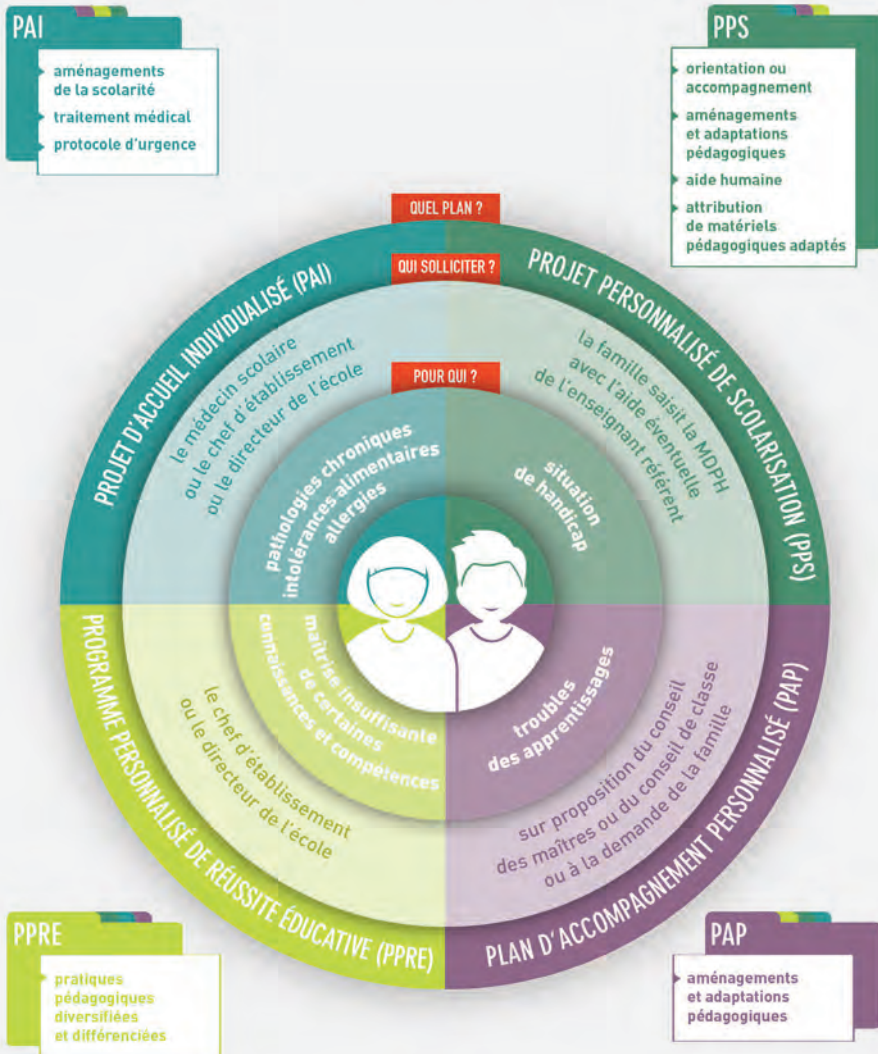 PAI
aménagements
de la scolarité
traitement médical
protocole d'urgence
PPS
orientation ou
accompagnement
aménagements
et adaptations
pédagogiques
aide humaine
attribution
de matériels
pédagogiques adaptés
QUEL PLAN ?
QUI SOLLICITER ?
POUR QUI ?
PROJET D'ACCUEIL INDIVIDUALISÉ (PAI)
le médecin scolaire
ou le chef d'établissement
ou le directeur de l'école
pathologies chroniques
intolérances alimentaires
allergies
PROJET PERSONNALISÉ DE SCOLARISATION (PPS)
la famille saisit la MDPH
avec l'aide éventuelle
de l'enseignant référent
situation
de handicap
PROGRAMME PERSONNALISÉ DE RÉUSSITE ÉDUCATIVE (PPRE)
le chef d'établissement
ou le directeur de l'école
maîtrise insuffisante
de certaines
connaissances et compétences
PLAN D'ACCOMPAGNEMENT PERSONNALISÉ (PAP)
sur proposition du conseil
des maîtres ou du conseil de classe
ou à la demande de la famille
troubles
des apprentissages
PPRE
pratiques
pédagogiques
diversifiées
et différenciées
PAP
aménagements
et adaptations
pédagogiques